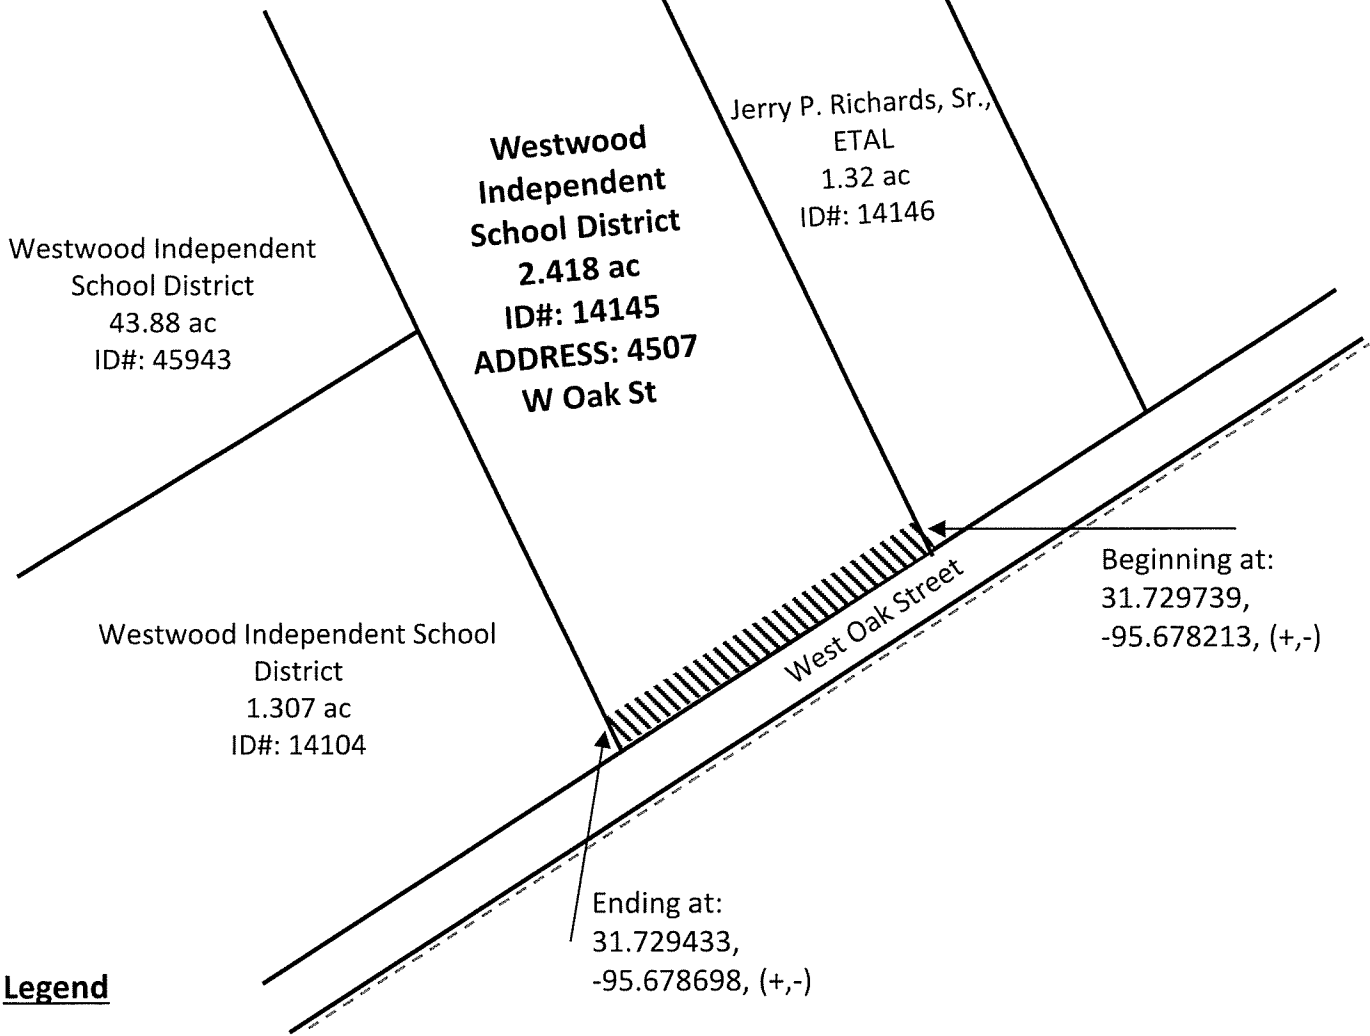 Jerry P. Richards, Sr.,
ETAL
1.32 ac
ID#: 14146
Westwood
Independent
School District
2.418 ac
ID#: 14145
ADDRESS: 4507
W Oak St
Westwood Independent
School District
43.88 ac
ID#: 45943
Beginning at:
31.729739,
-95.678213, (+,-)
West Oak Street
Westwood Independent School
District
1.307 ac
ID#: 14104
Ending at:
31.729433,
-95.678698, (+,-)
Legend